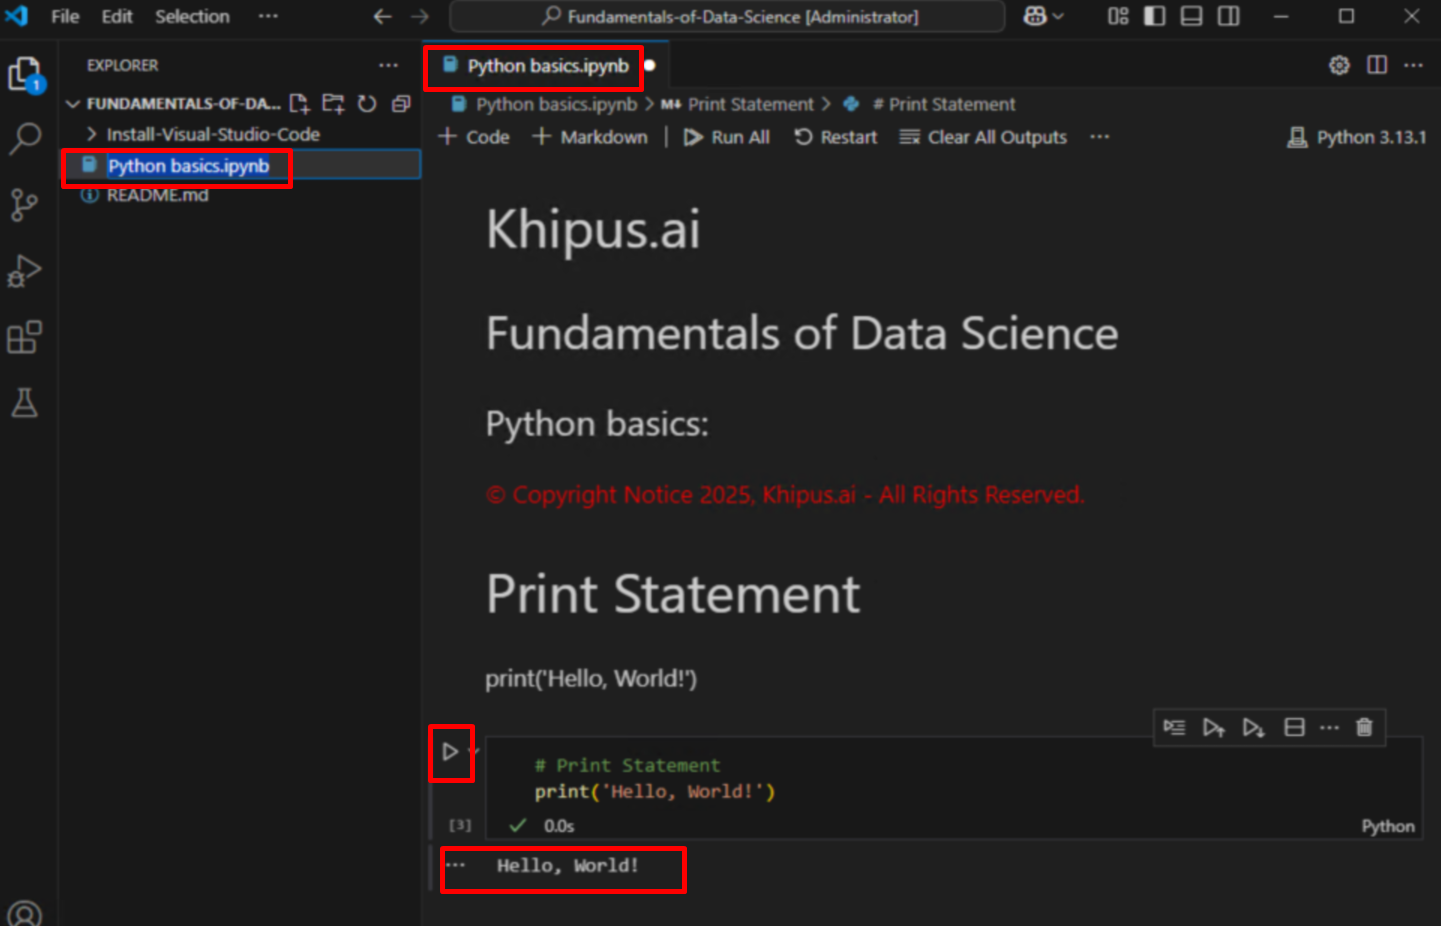 File Edit Selection ··· Fundamentals-of-Data-Science [Administrator]
EXPLORER ···
Python basics.ipynb
FUNDAMENTALS-OF-DA...
Install-Visual-Studio-Code
Python basics.ipynb
README.md
1
Python basics.ipynb > M↓ Print Statement > # Print Statement
+ Code + Markdown | Run All Restart Clear All Outputs ··· Python 3.13.1
Khipus.ai
Fundamentals of Data Science
Python basics:
© Copyright Notice 2025, Khipus.ai - All Rights Reserved.
Print Statement
print('Hello, World!')
# Print Statement
print('Hello, World!')
[3] ✓ 0.0s Python
··· Hello, World!